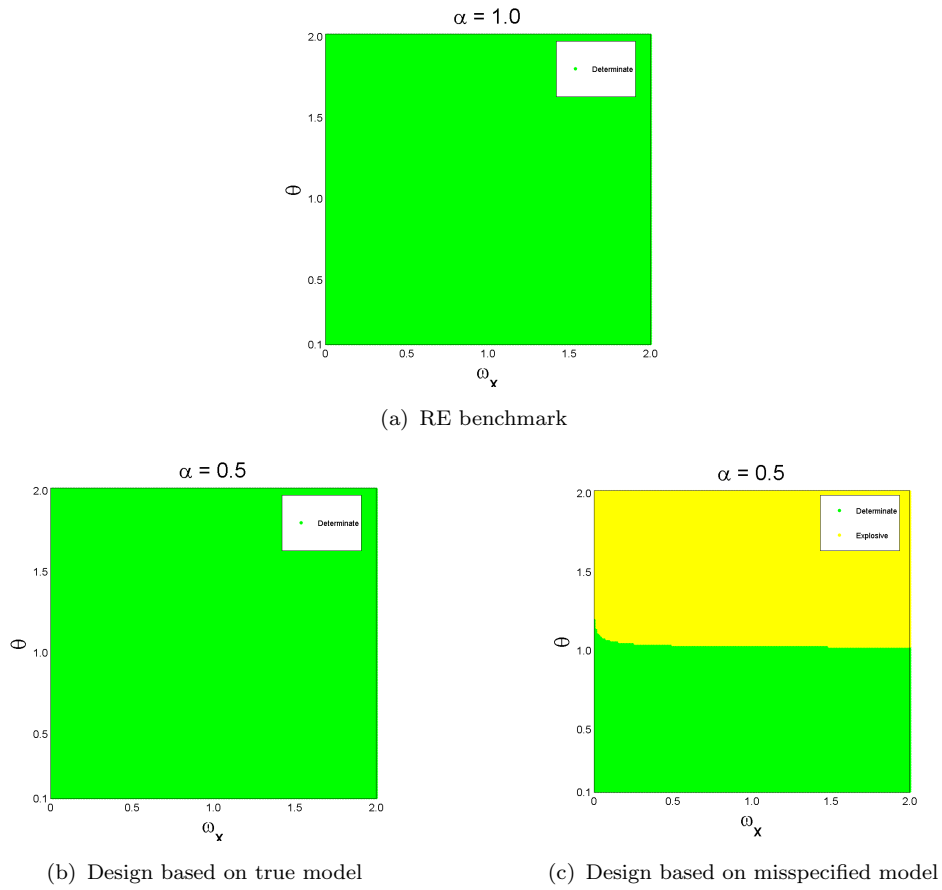 α = 1.0
2.0
Determinate
1.5
θ
1.0
0.5
0.1
0 0.5 1.0 1.5 2.0
ωx
(a) RE benchmark
α = 0.5
2.0
Determinate
1.5
θ
1.0
0.5
0.1
0 0.5 1.0 1.5 2.0
ωx
(b) Design based on true model
α = 0.5
2.0
Determinate
Explosive
1.5
θ
1.0
0.5
0.1
0 0.5 1.0 1.5 2.0
ωx
(c) Design based on misspecified model